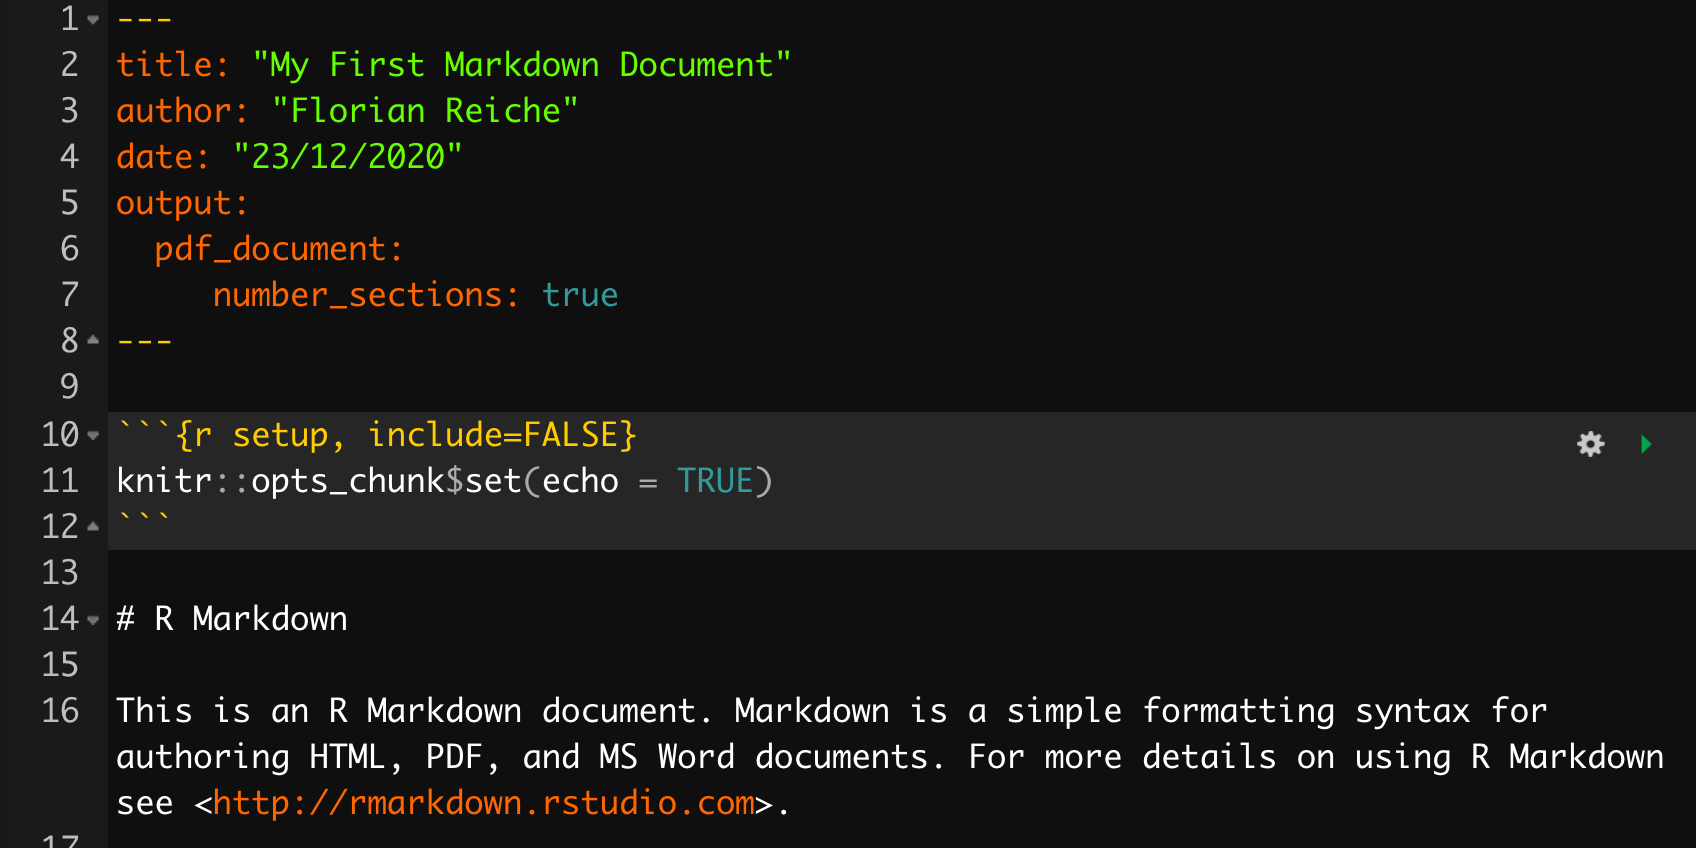 1 ---
2 title: "My First Markdown Document"
3 author: "Florian Reiche"
4 date: "23/12/2020"
5 output:
6   pdf_document:
7      number_sections: true
8 ---
9
10 ```{r setup, include=FALSE}
11 knitr::opts_chunk$set(echo = TRUE)
12 ```
13
14 # R Markdown
15
16 This is an R Markdown document. Markdown is a simple formatting syntax for
authoring HTML, PDF, and MS Word documents. For more details on using R Markdown
see <http://rmarkdown.rstudio.com>.
17